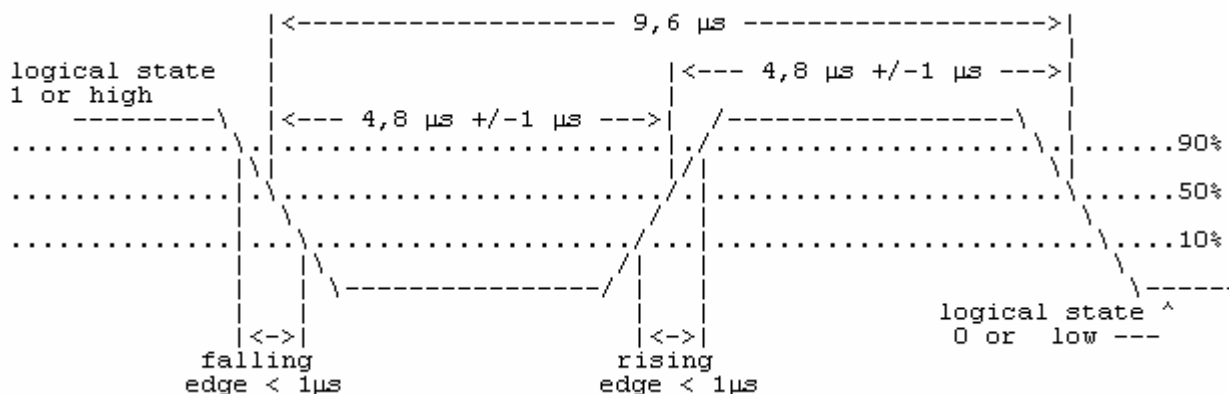 |<--------------------- 9,6 µs -------------------->|
logical state |<--- 4,8 µs +/-1 µs --->|
1 or high
---------\ |<--- 4,8 µs +/-1 µs --->| /------------------\
90%
50%
10%
\----------------/ \-----
logical state ^
|<->| |<->| 0 or low ---
falling rising
edge < 1µs edge < 1µs